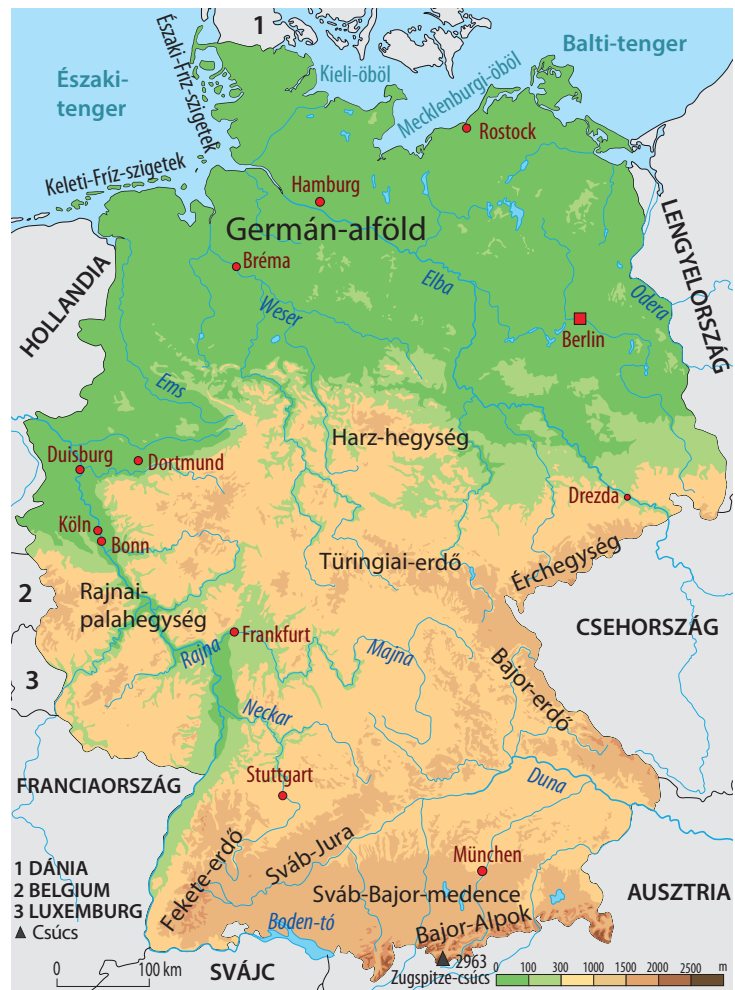 1
Északi-Fríz-szigetek
Balti-tenger
Északi-
tenger
Kieli-öböl
Mecklenburgi-öböl
Rostock
Keleti-Fríz-szigetek
Hamburg
Germán-alföld
LENGYELORSZÁG
HOLLANDIA
Bréma
Elba
Weser
Odera
Berlin
Ems
Harz-hegység
Duisburg
Dortmund
Drezda
Köln
Bonn
Türingiai-erdő
Érchegység
2
Rajnai-
palahegység
CSEHORSZÁG
Frankfurt
Rajna
Majna
3
Bajor-erdő
Neckar
FRANCIAORSZÁG
Stuttgart
Duna
Sváb-Jura
München
Fekete-erdő
1 DÁNIA
2 BELGIUM
3 LUXEMBURG
▲ Csúcs
Sváb-Bajor-medence
AUSZTRIA
Boden-tó
Bajor-Alpok
0 100 km
SVÁJC
2963
Zugspitze-csúcs
0 100 300 1000 1500 2000 2500 m